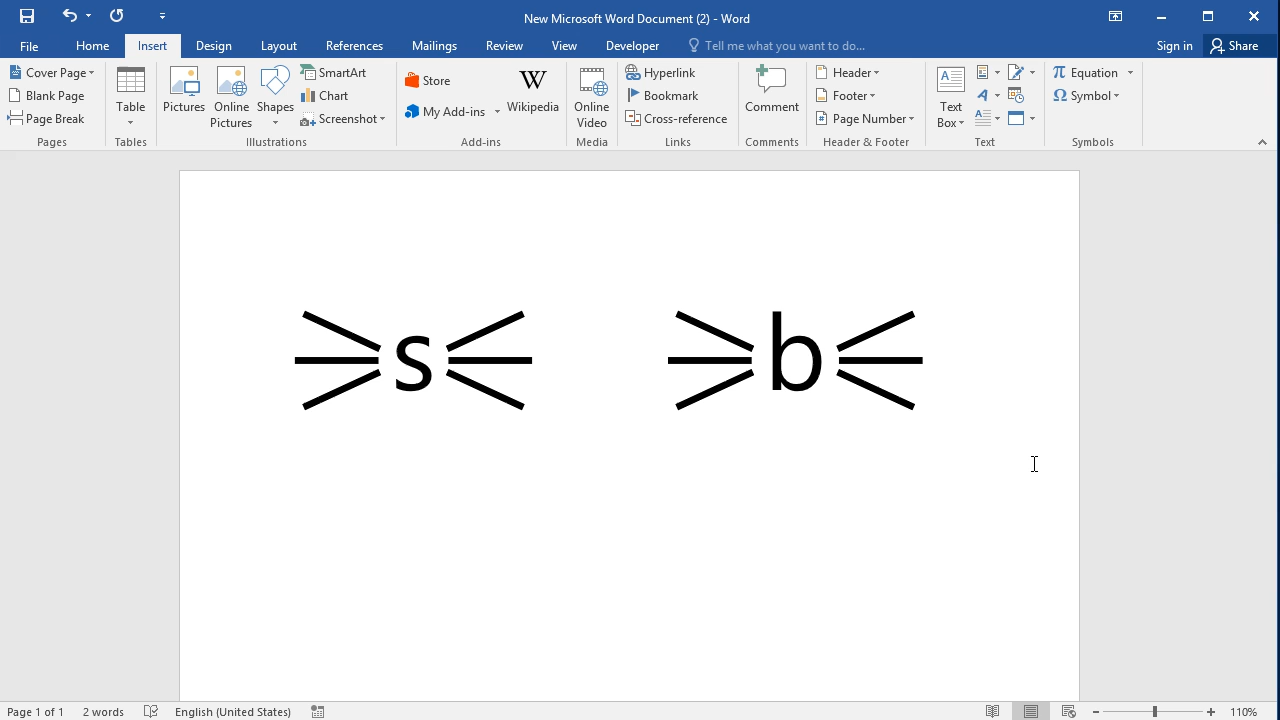 New Microsoft Word Document (2) - Word
File Home Insert Design Layout References Mailings Review View Developer Tell me what you want to do... Sign in Share
Cover Page
Blank Page
Page Break
Pages
Table
Tables
Pictures
Online Pictures
Shapes
SmartArt
Chart
Screenshot
Illustrations
Store
My Add-ins
W
Wikipedia
Add-ins
Online Video
Media
Hyperlink
Bookmark
Cross-reference
Links
Comment
Comments
Header
Footer
Page Number
Header & Footer
A
Text Box
A
A
Text
π Equation
Ω Symbol
Symbols
s b
Page 1 of 1 2 words English (United States) 110%